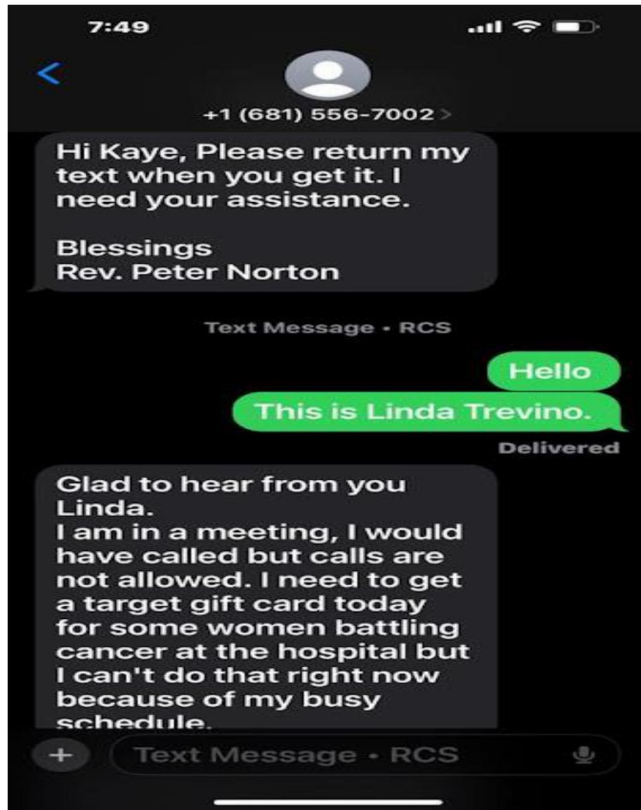 7:49
+1 (681) 556-7002 >
Hi Kaye, Please return my
text when you get it. I
need your assistance.
Blessings
Rev. Peter Norton
Text Message • RCS
Hello
This is Linda Trevino.
Delivered
Glad to hear from you
Linda.
I am in a meeting, I would
have called but calls are
not allowed. I need to get
a target gift card today
for some women battling
cancer at the hospital but
I can't do that right now
because of my busy
schedule.
Text Message • RCS